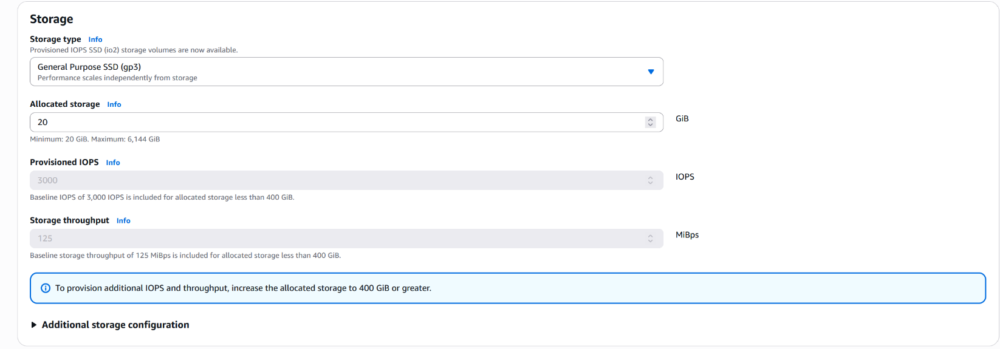 Storage
Storage type Info
Provisioned IOPS SSD (io2) storage volumes are now available.
General Purpose SSD (gp3)
Performance scales independently from storage
Allocated storage Info
20
GiB
Minimum: 20 GiB. Maximum: 6,144 GiB
Provisioned IOPS Info
3000
IOPS
Baseline IOPS of 3,000 IOPS is included for allocated storage less than 400 GiB.
Storage throughput Info
125
MiBps
Baseline storage throughput of 125 MiBps is included for allocated storage less than 400 GiB.
To provision additional IOPS and throughput, increase the allocated storage to 400 GiB or greater.
Additional storage configuration